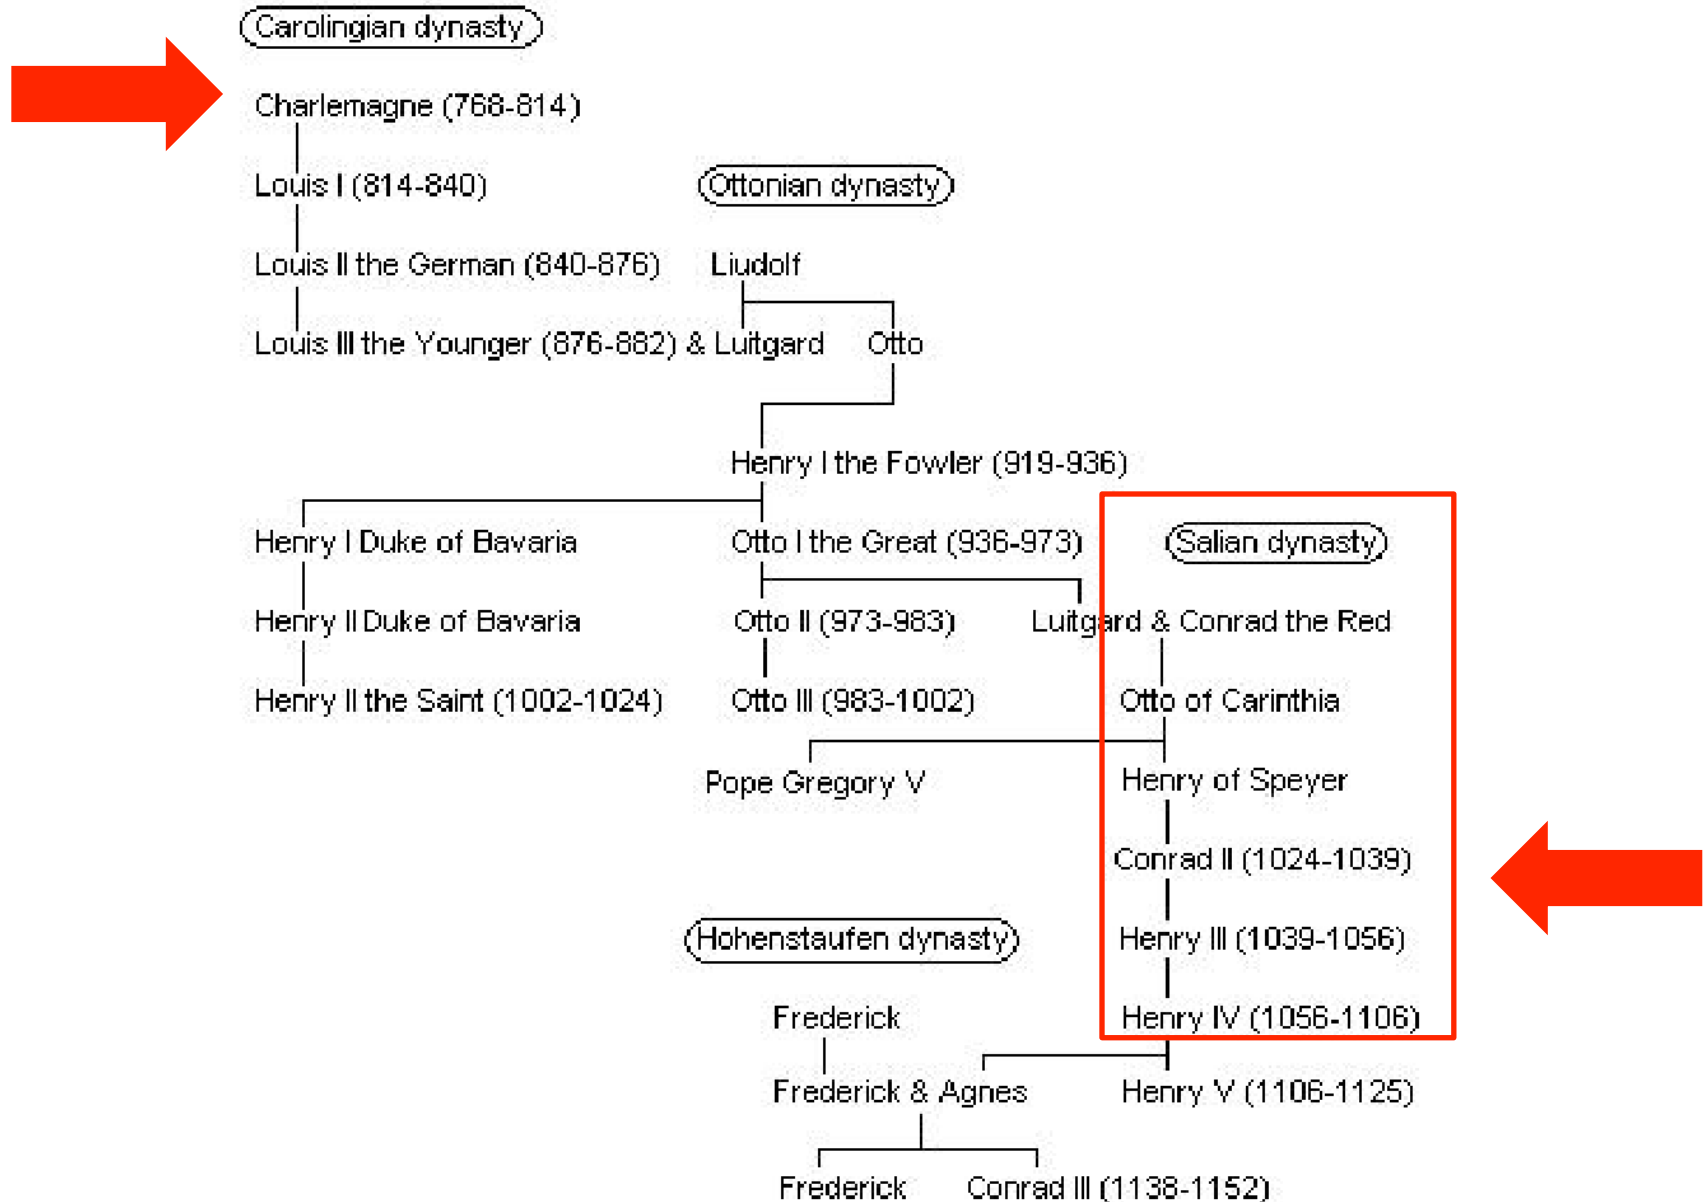 Carolingian dynasty
Charlemagne (768-814)
Louis I (814-840)
Ottonian dynasty
Louis II the German (840-876)
Liudolf
Louis III the Younger (876-882) & Luitgard
Otto
Henry I the Fowler (919-936)
Henry I Duke of Bavaria
Otto I the Great (936-973)
Salian dynasty
Henry II Duke of Bavaria
Otto II (973-983)
Luitgard & Conrad the Red
Henry II the Saint (1002-1024)
Otto III (983-1002)
Otto of Carinthia
Pope Gregory V
Henry of Speyer
Conrad II (1024-1039)
Hohenstaufen dynasty
Henry III (1039-1056)
Frederick
Henry IV (1056-1106)
Frederick & Agnes
Henry V (1106-1125)
Frederick
Conrad III (1138-1152)